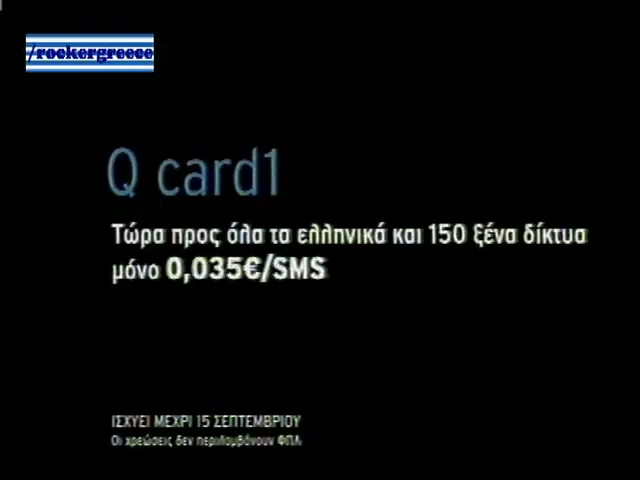 /rockergreece
Q card1
Τώρα προς όλα τα ελληνικά και 150 ξένα δίκτυα
μόνο 0,035€/SMS
ΙΣΧΥΕΙ ΜΕΧΡΙ 15 ΣΕΠΤΕΜΒΡΙΟΥ
Οι χρεώσεις δεν περιλαμβάνουν ΦΠΑ